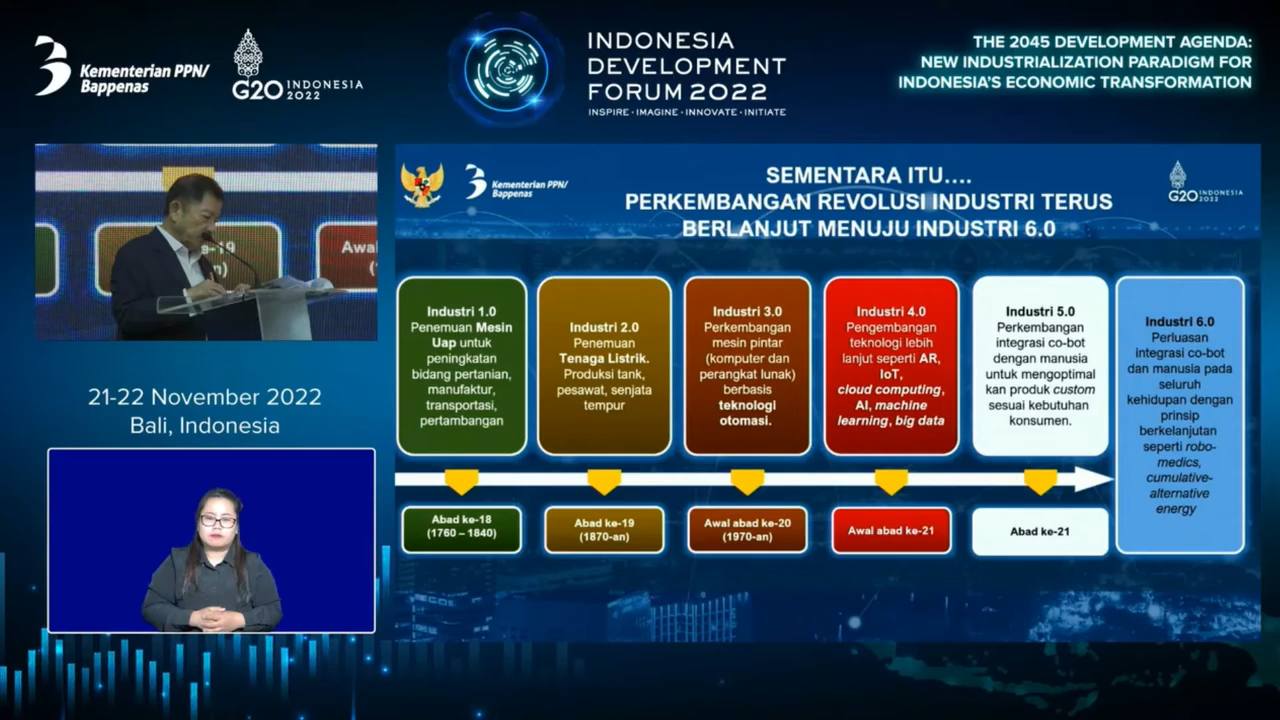 Kementerian PPN/
Bappenas
G20 INDONESIA
2022
INDONESIA
DEVELOPMENT
FORUM 2022
INSPIRE · IMAGINE · INNOVATE · INITIATE
THE 2045 DEVELOPMENT AGENDA:
NEW INDUSTRIALIZATION PARADIGM FOR
INDONESIA'S ECONOMIC TRANSFORMATION
-19
an)
Awa
(
21-22 November 2022
Bali, Indonesia
Kementerian PPN/
Bappenas
SEMENTARA ITU....
PERKEMBANGAN REVOLUSI INDUSTRI TERUS
BERLANJUT MENUJU INDUSTRI 6.0
G20 INDONESIA
2022
Industri 1.0
Penemuan Mesin
Uap untuk
peningkatan
bidang pertanian,
manufaktur,
transportasi,
pertambangan
Industri 2.0
Penemuan
Tenaga Listrik.
Produksi tank,
pesawat, senjata
tempur
Industri 3.0
Perkembangan
mesin pintar
(komputer dan
perangkat lunak)
berbasis
teknologi
otomasi.
Industri 4.0
Pengembangan
teknologi lebih
lanjut seperti AR,
IoT,
cloud computing,
AI, machine
learning, big data
Industri 5.0
Perkembangan
integrasi co-bot
dengan manusia
untuk mengoptimal
kan produk custom
sesuai kebutuhan
konsumen.
Industri 6.0
Perluasan
integrasi co-bot
dan manusia pada
seluruh
kehidupan dengan
prinsip
berkelanjutan
seperti robo-
medics,
cumulative-
alternative
energy
Abad ke-18
(1760 – 1840)
Abad ke-19
(1870-an)
Awal abad ke-20
(1970-an)
Awal abad ke-21
Abad ke-21